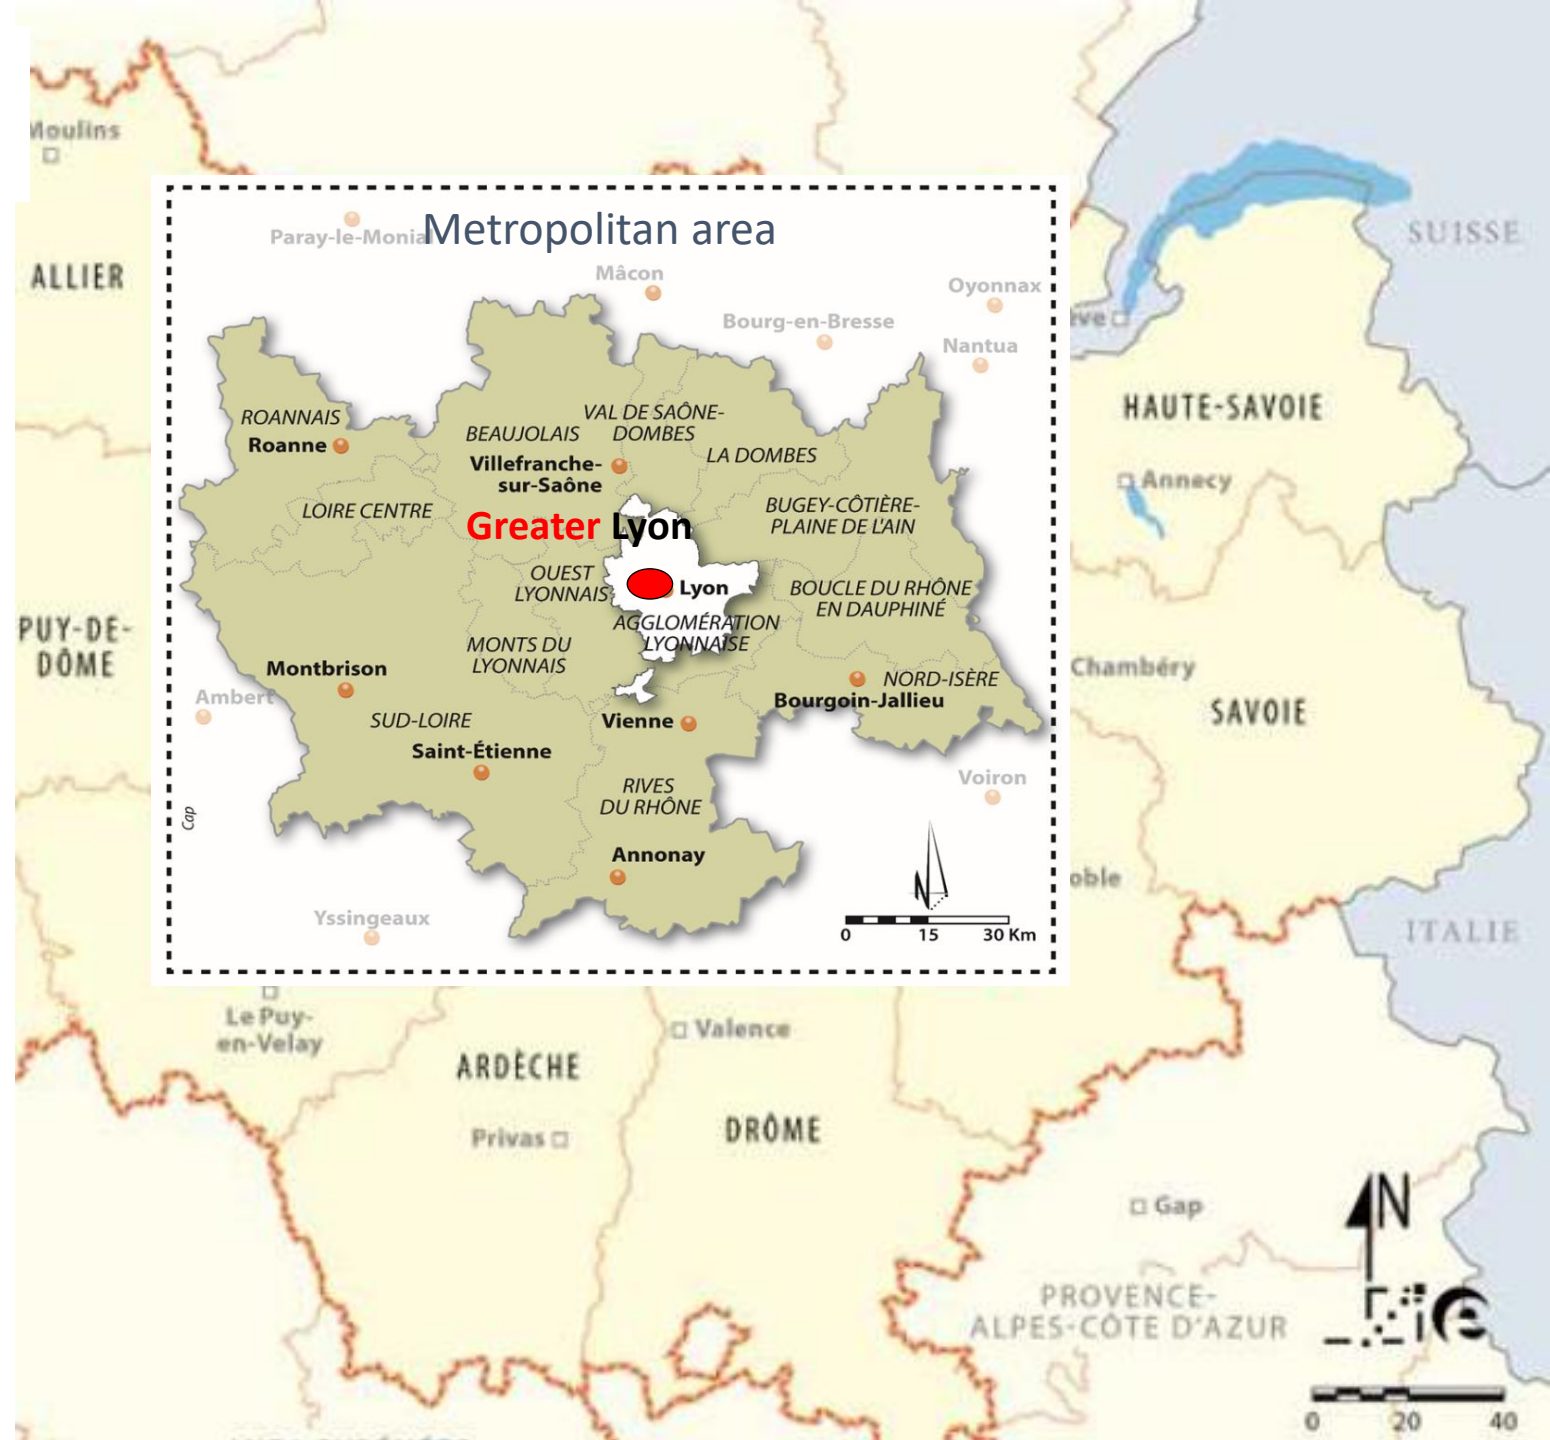 Moulins
ALLIER
PUY-DE-
DÔME
SUISSE
HAUTE-SAVOIE
Annecy
Chambéry
SAVOIE
ITALIE
Metropolitan area
Paray-le-Monia
Mâcon
Oyonnax
Bourg-en-Bresse
Nantua
ROANNAIS
Roanne
BEAUJOLAIS
VAL DE SAÔNE-
DOMBES
LA DOMBES
Villefranche-
sur-Saône
LOIRE CENTRE
BUGEY-CÔTIÈRE-
PLAINE DE L'AIN
Greater Lyon
OUEST
LYONNAIS
Lyon
BOUCLE DU RHÔNE
EN DAUPHINÉ
AGGLOMÉRATION
LYONNAISE
MONTS DU
LYONNAIS
Montbrison
NORD-ISÈRE
Bourgoin-Jallieu
Ambert
SUD-LOIRE
Vienne
Saint-Étienne
Voiron
RIVES
DU RHÔNE
Cap
Annonay
Yssingeaux
N
0 15 30 Km
Le Puy-
en-Velay
ARDÈCHE
Valence
Privas
DRÔME
Gap
N
PROVENCE-
ALPES-CÔTE D'AZUR
0 20 40